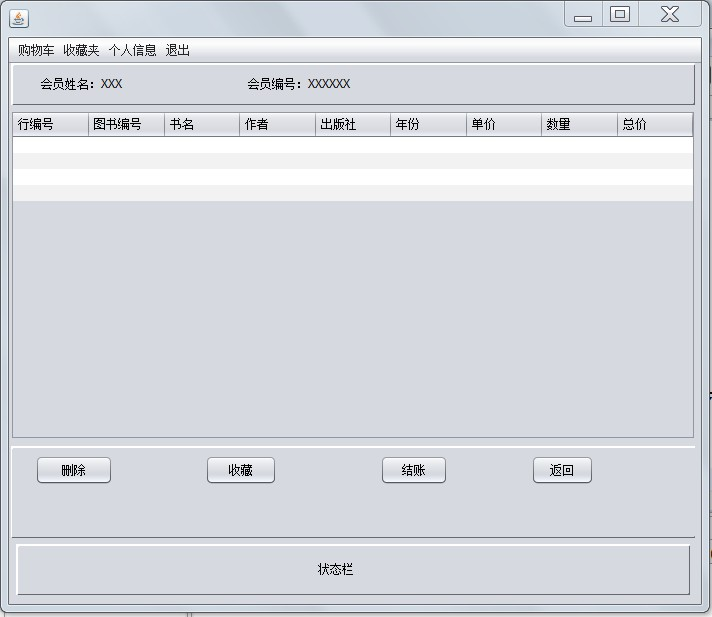 购物车 收藏夹 个人信息 退出
会员姓名：XXX 会员编号：XXXXXX
行编号 图书编号 书名 作者 出版社 年份 单价 数量 总价
删除 收藏 结账 返回
状态栏